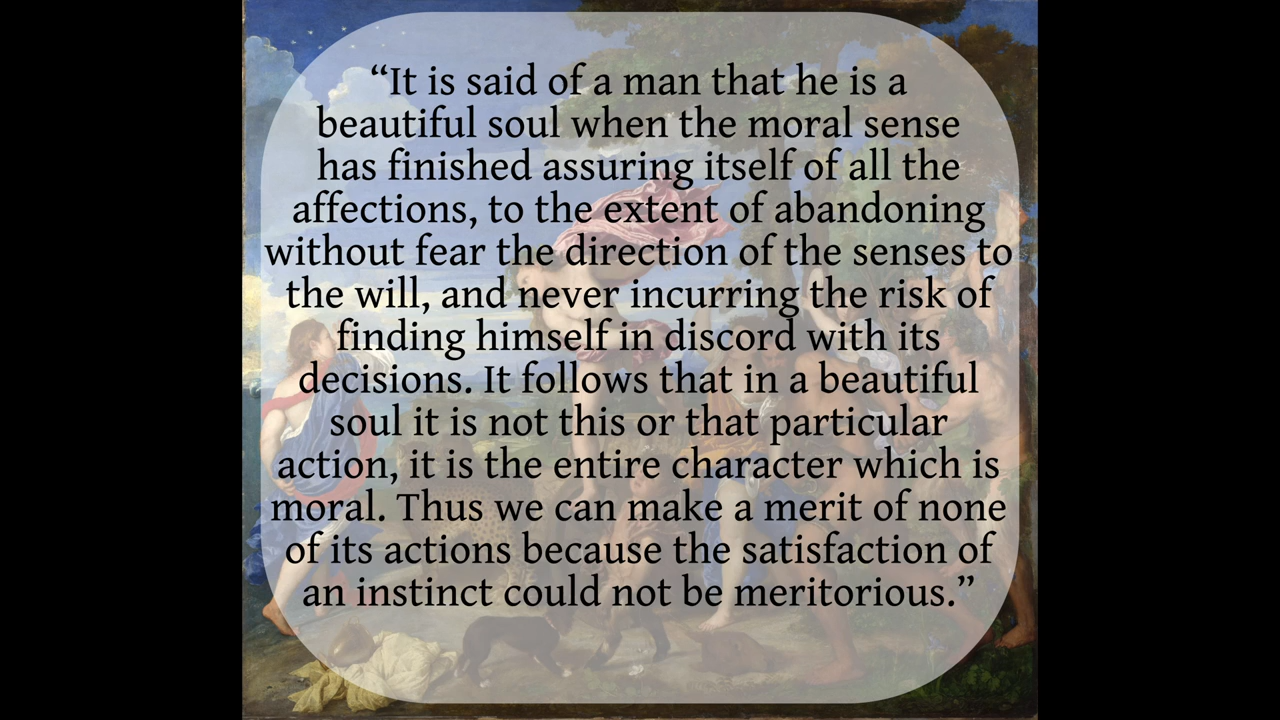 “It is said of a man that he is a
beautiful soul when the moral sense
has finished assuring itself of all the
affections, to the extent of abandoning
without fear the direction of the senses to
the will, and never incurring the risk of
finding himself in discord with its
decisions. It follows that in a beautiful
soul it is not this or that particular
action, it is the entire character which is
moral. Thus we can make a merit of none
of its actions because the satisfaction of
an instinct could not be meritorious.”